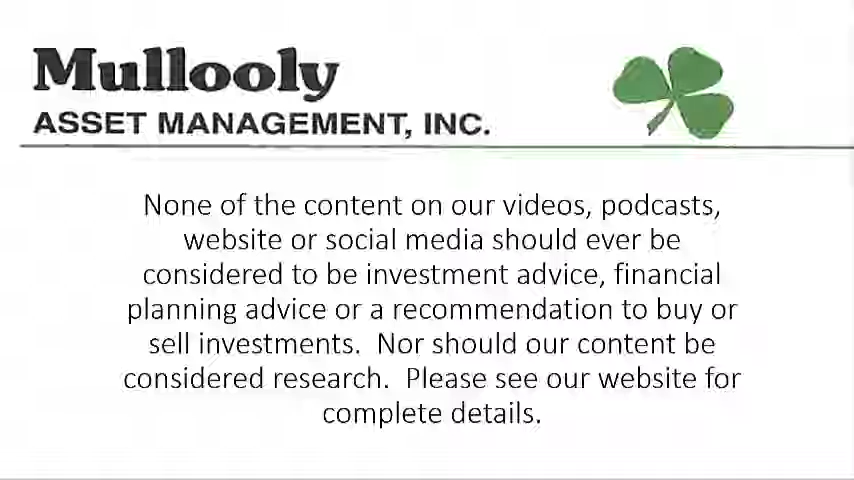 Mullooly
ASSET MANAGEMENT, INC.
None of the content on our videos, podcasts,
website or social media should ever be
considered to be investment advice, financial
planning advice or a recommendation to buy or
sell investments.  Nor should our content be
considered research.  Please see our website for
complete details.